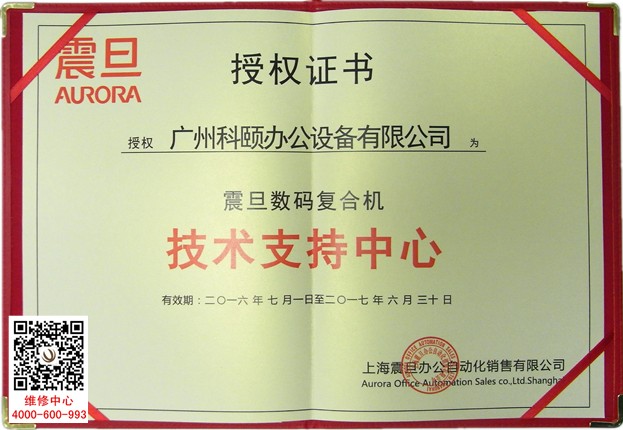 震旦
AURORA
授权证书
授权 广州科颐办公设备有限公司 为
震旦数码复合机
技术支持中心
有效期：二〇一六 年 七 月一日至二〇一七 年 六 月 三十 日
上海震旦办公自动化销售有限公司
Aurora Office Automation Sales co.,Ltd.Shanghai
维修中心
4000-600-993